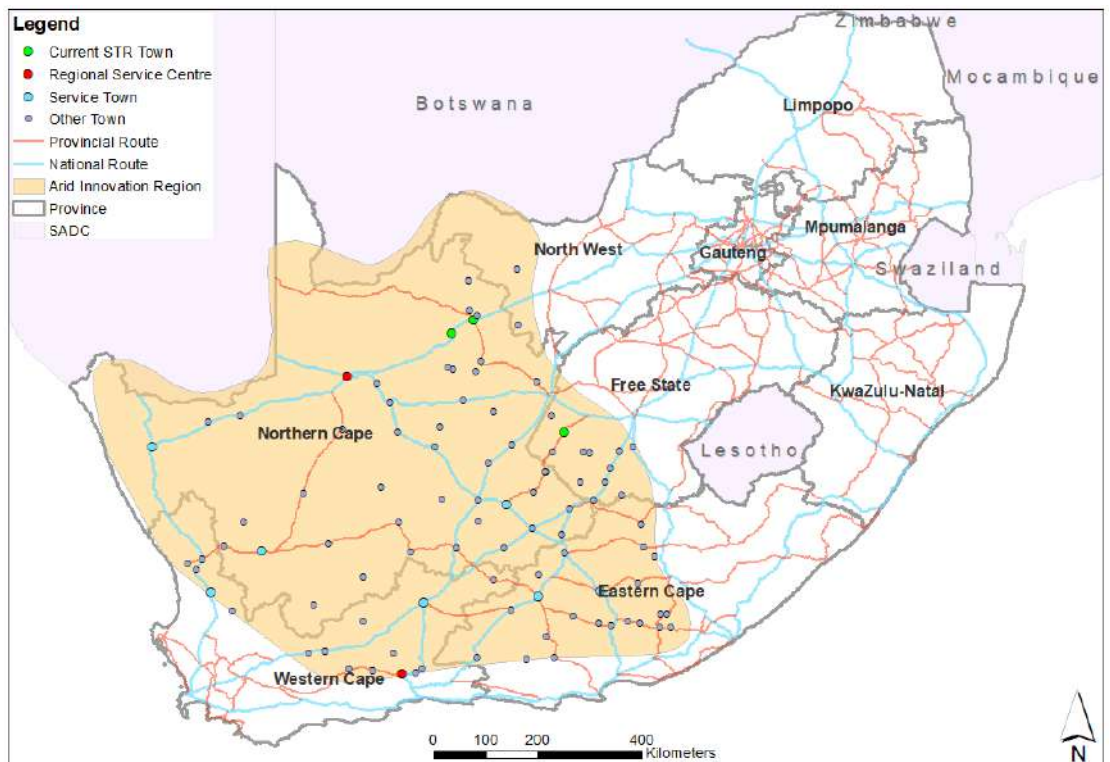 Legend
Current STR Town
Regional Service Centre
Service Town
Other Town
Provincial Route
National Route
Arid Innovation Region
Province
SADC
Zimbabwe
Mocambique
Botswana
Limpopo
North West
Mpumalanga
Gauteng
Swaziland
Free State
KwaZulu-Natal
Northern Cape
Lesotho
Eastern Cape
Western Cape
0 100 200 400
Kilometers
N